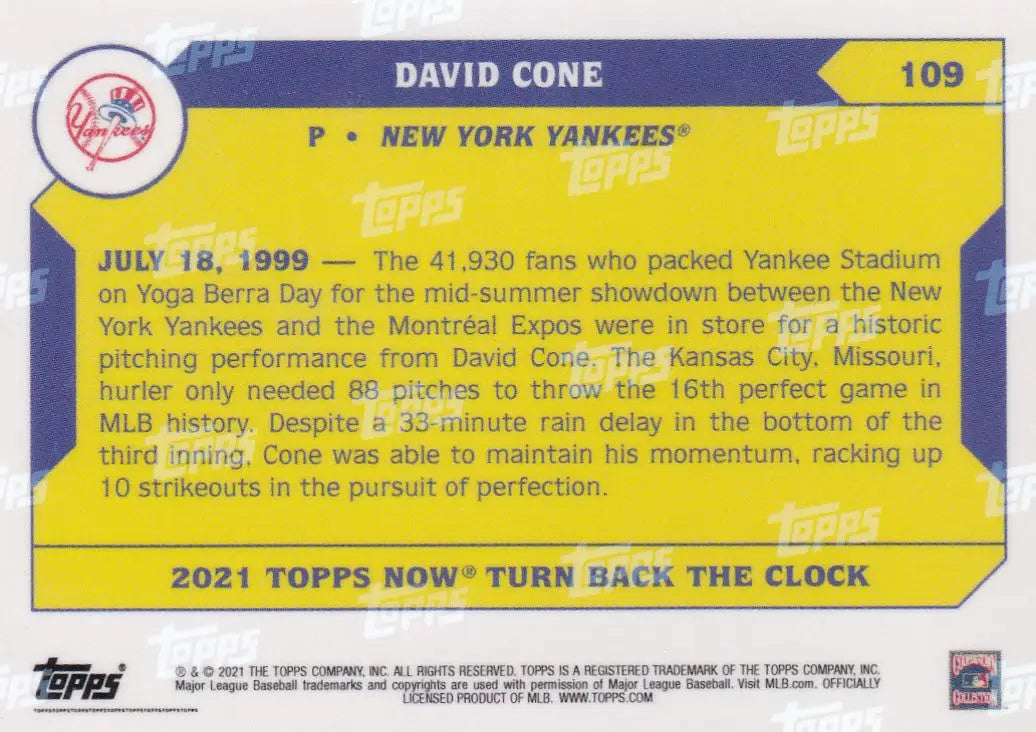 DAVID CONE
109
Yankees
P • NEW YORK YANKEES®
JULY 18, 1999 — The 41,930 fans who packed Yankee Stadium
on Yoga Berra Day for the mid-summer showdown between the New
York Yankees and the Montréal Expos were in store for a historic
pitching performance from David Cone. The Kansas City, Missouri,
hurler only needed 88 pitches to throw the 16th perfect game in
MLB history. Despite a 33-minute rain delay in the bottom of the
third inning, Cone was able to maintain his momentum, racking up
10 strikeouts in the pursuit of perfection.
2021 TOPPS NOW® TURN BACK THE CLOCK
Topps®
® & © 2021 THE TOPPS COMPANY, INC. ALL RIGHTS RESERVED. TOPPS IS A REGISTERED TRADEMARK OF THE TOPPS COMPANY, INC.
Major League Baseball trademarks and copyrights are used with permission of Major League Baseball. Visit MLB.com. OFFICIALLY
LICENSED PRODUCT OF MLB. WWW.TOPPS.COM
COOPERSTOWN
COLLECTION